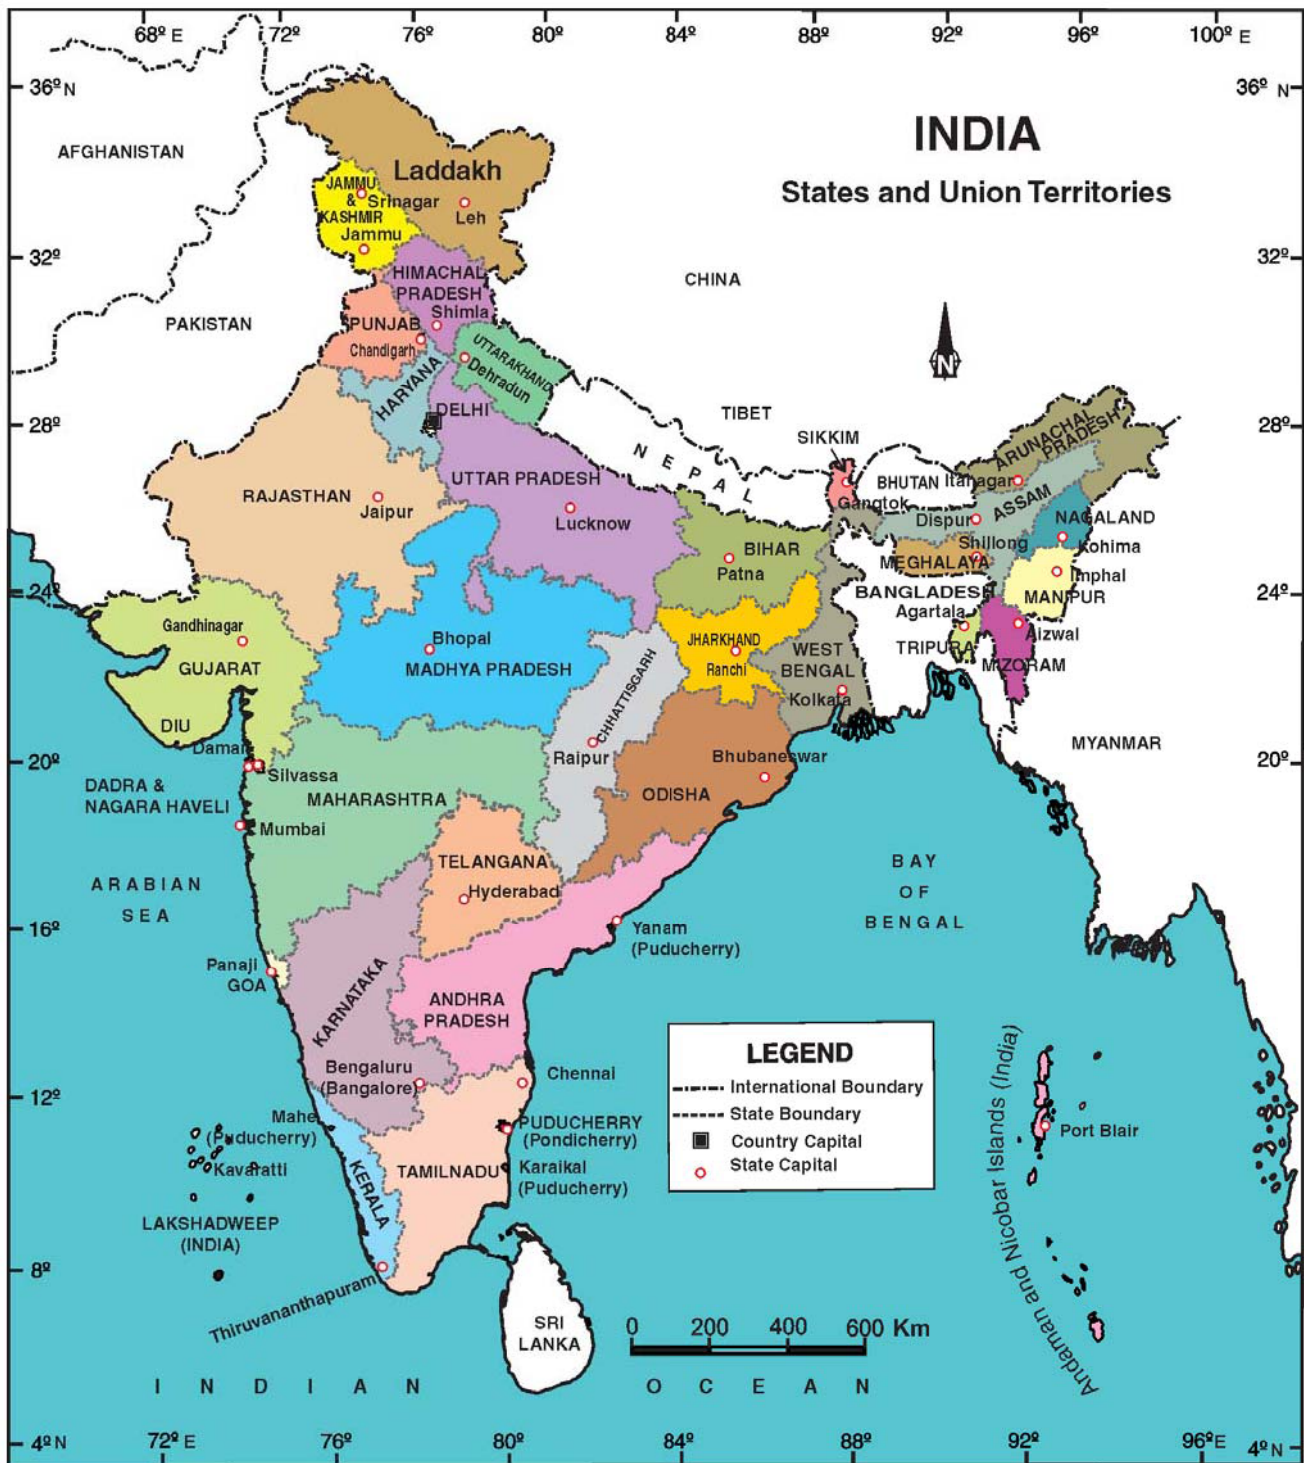 68º E 72º 76º 80º 84º 88º 92º 96º 100º E
36º N
36º N
INDIA
States and Union Territories
AFGHANISTAN
Laddakh
JAMMU
&
KASHMIR
Srinagar
Leh
Jammu
32º
32º
HIMACHAL
PRADESH
Shimla
CHINA
PAKISTAN
PUNJAB
Chandigarh
UTTARAKHAND
Dehradun
HARYANA
N
DELHI
TIBET
28º
28º
NEPAL
SIKKIM
Gangtok
BHUTAN
ARUNACHAL
PRADESH
Itanagar
ASSAM
Dispur
NAGALAND
Kohima
Shillong
MEGHALAYA
Imphal
MANIPUR
RAJASTHAN
Jaipur
UTTAR PRADESH
Lucknow
BIHAR
Patna
24º
24º
BANGLADESH
Agartala
TRIPURA
Aizwal
MIZORAM
Gandhinagar
GUJARAT
Bhopal
MADHYA PRADESH
JHARKHAND
Ranchi
WEST
BENGAL
Kolkata
CHHATTISGARH
Raipur
DIU
Daman
Silvassa
DADRA &
NAGARA HAVELI
20º
20º
MYANMAR
Bhubaneswar
ODISHA
MAHARASHTRA
Mumbai
TELANGANA
Hyderabad
ARABIAN
SEA
BAY
OF
BENGAL
16º
16º
Yanam
(Puducherry)
Panaji
GOA
KARNATAKA
ANDHRA
PRADESH
Bengaluru
(Bangalore)
Chennai
LEGEND
International Boundary
State Boundary
Country Capital
State Capital
12º
12º
Mahe
(Puducherry)
Kavaratti
LAKSHADWEEP
(INDIA)
PUDUCHERRY
(Pondicherry)
Karaikal
(Puducherry)
TAMILNADU
KERALA
Thiruvananthapuram
Port Blair
Andaman and Nicobar Islands (India)
8º
8º
SRI
LANKA
0 200 400 600 Km
INDIAN OCEAN
4º N
4º N
72º E 76º 80º 84º 88º 92º 96º E